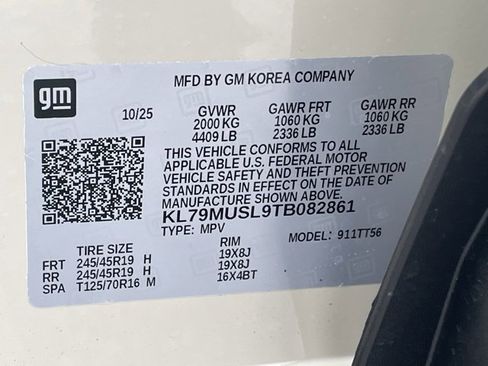 gm
MFD BY GM KOREA COMPANY
10/25 GVWR GAWR FRT GAWR RR
2000 KG 1060 KG 1060 KG
4409 LB 2336 LB 2336 LB
THIS VEHICLE CONFORMS TO ALL
APPLICABLE U.S. FEDERAL MOTOR
VEHICLE SAFETY AND THEFT PREVENTION
STANDARDS IN EFFECT ON THE DATE OF
MANUFACTURE SHOWN ABOVE.
KL79MUSL9TB082861
TYPE: MPV MODEL: 911TT56
TIRE SIZE RIM
FRT 245/45R19 H 19X8J
RR 245/45R19 H 19X8J
SPA T125/70R16 M 16X4BT